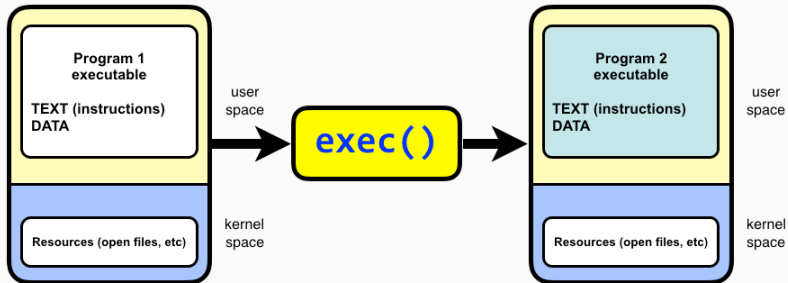 Program 1
executable
TEXT (instructions)
DATA
user
space
Resources (open files, etc)
kernel
space
exec()
Program 2
executable
TEXT (instructions)
DATA
user
space
Resources (open files, etc)
kernel
space